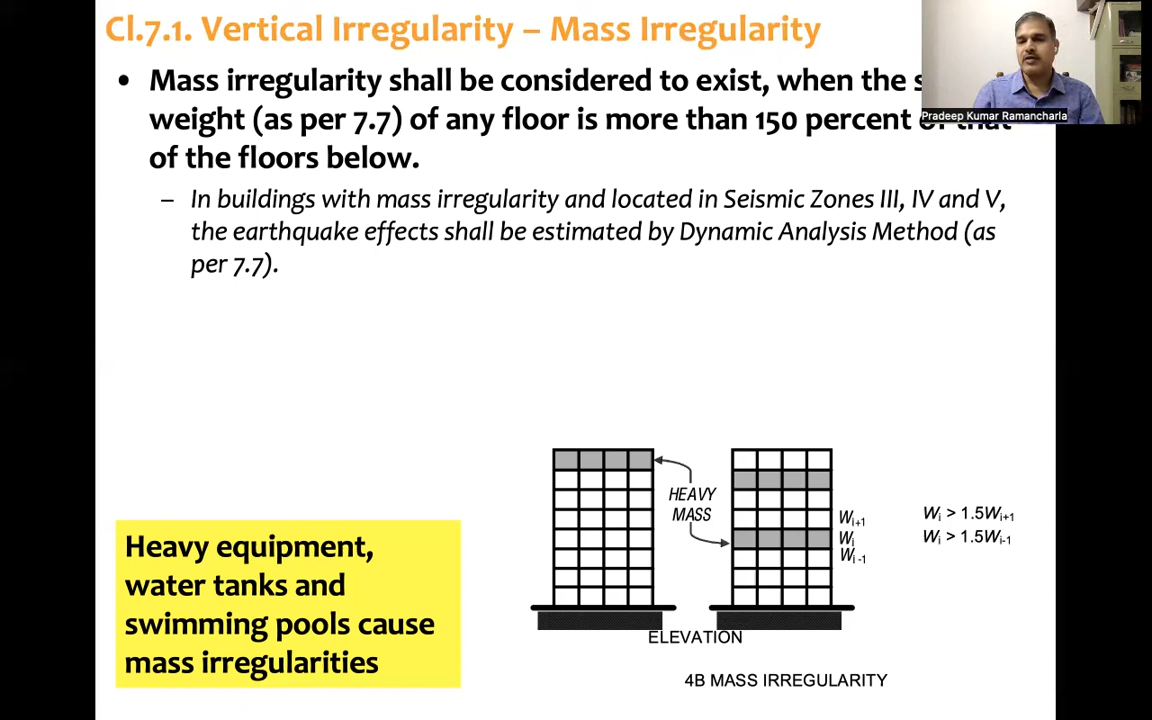 Cl.7.1. Vertical Irregularity – Mass Irregularity
• Mass irregularity shall be considered to exist, when the s
weight (as per 7.7) of any floor is more than 150 percent of that
of the floors below.
– In buildings with mass irregularity and located in Seismic Zones III, IV and V,
the earthquake effects shall be estimated by Dynamic Analysis Method (as
per 7.7).
Pradeep Kumar Ramancharla
Heavy equipment,
water tanks and
swimming pools cause
mass irregularities
HEAVY
MASS
Wi+1
Wi
Wi -1
Wi > 1.5Wi+1
Wi > 1.5Wi-1
ELEVATION
4B MASS IRREGULARITY